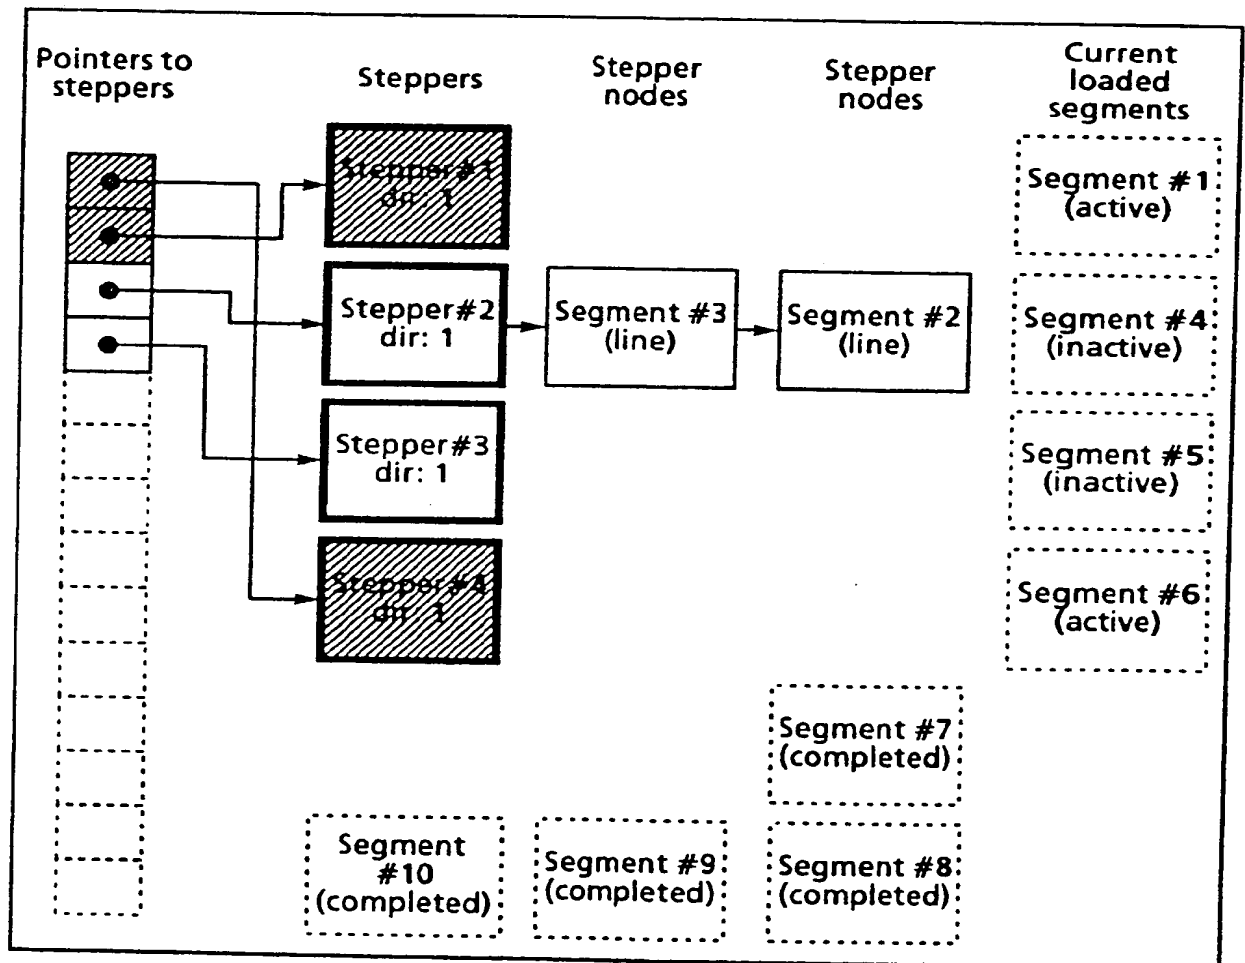 Pointers to
steppers
Steppers
Stepper
nodes
Stepper
nodes
Current
loaded
segments
Stepper#1
dir: 1
Segment #1
(active)
Stepper#2
dir: 1
Segment #3
(line)
Segment #2
(line)
Segment #4
(inactive)
Stepper#3
dir: 1
Segment #5
(inactive)
Stepper#4
dir: 1
Segment #6
(active)
Segment #7
(completed)
Segment
#10
(completed)
Segment #9
(completed)
Segment #8
(completed)